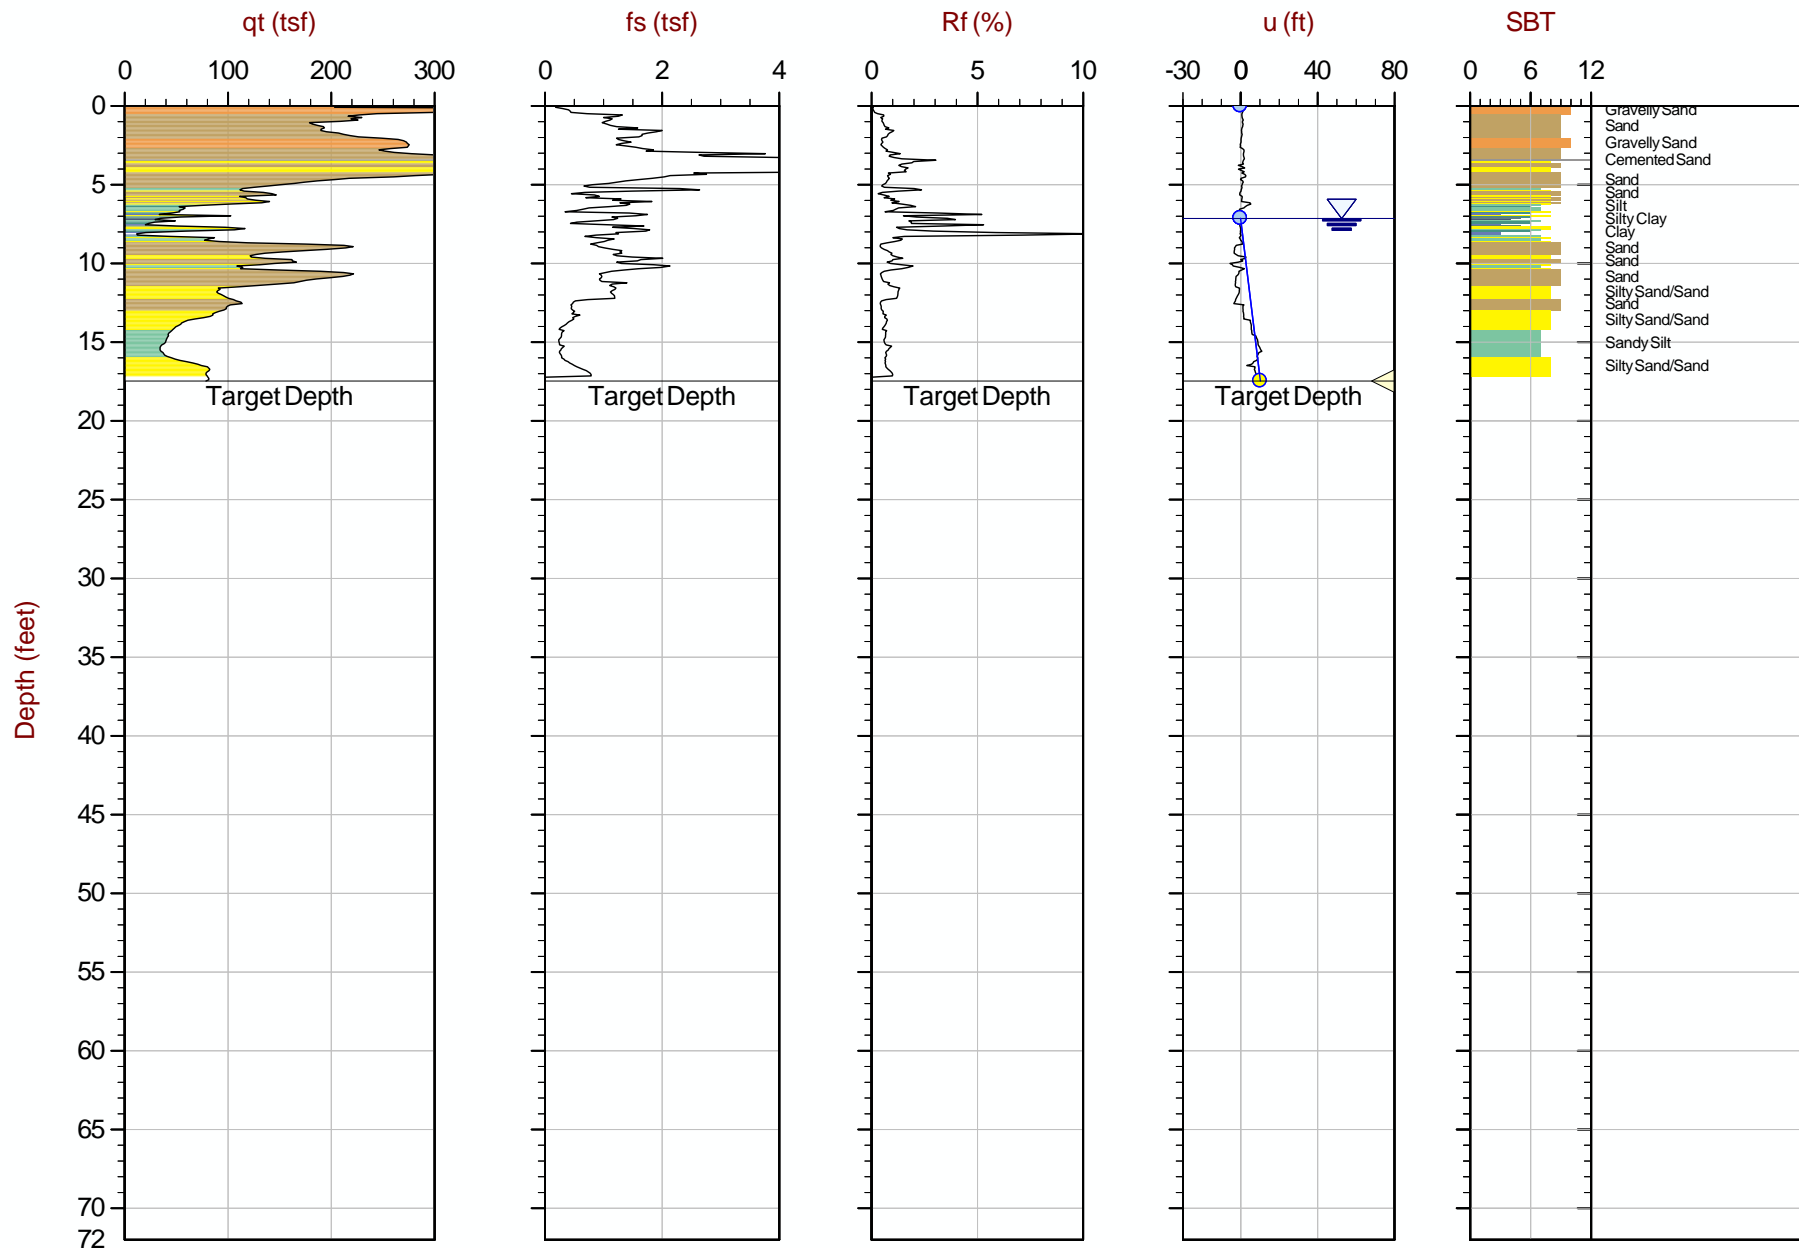 qt (tsf) fs (tsf) Rf (%) u (ft) SBT
0 100 200 300 0 2 4 0 5 10 -30 0 40 80 0 6 12
0
5
10
15
20
25
30
35
40
45
50
55
60
65
70
72
Depth (feet)
Gravelly Sand
Sand
Gravelly Sand
Cemented Sand
Sand
Sand
Silt
Silty Clay
Clay
Sand
Sand
Sand
Silty Sand/Sand
Sand
Silty Sand/Sand
Sandy Silt
Silty Sand/Sand
Target Depth Target Depth Target Depth Target Depth